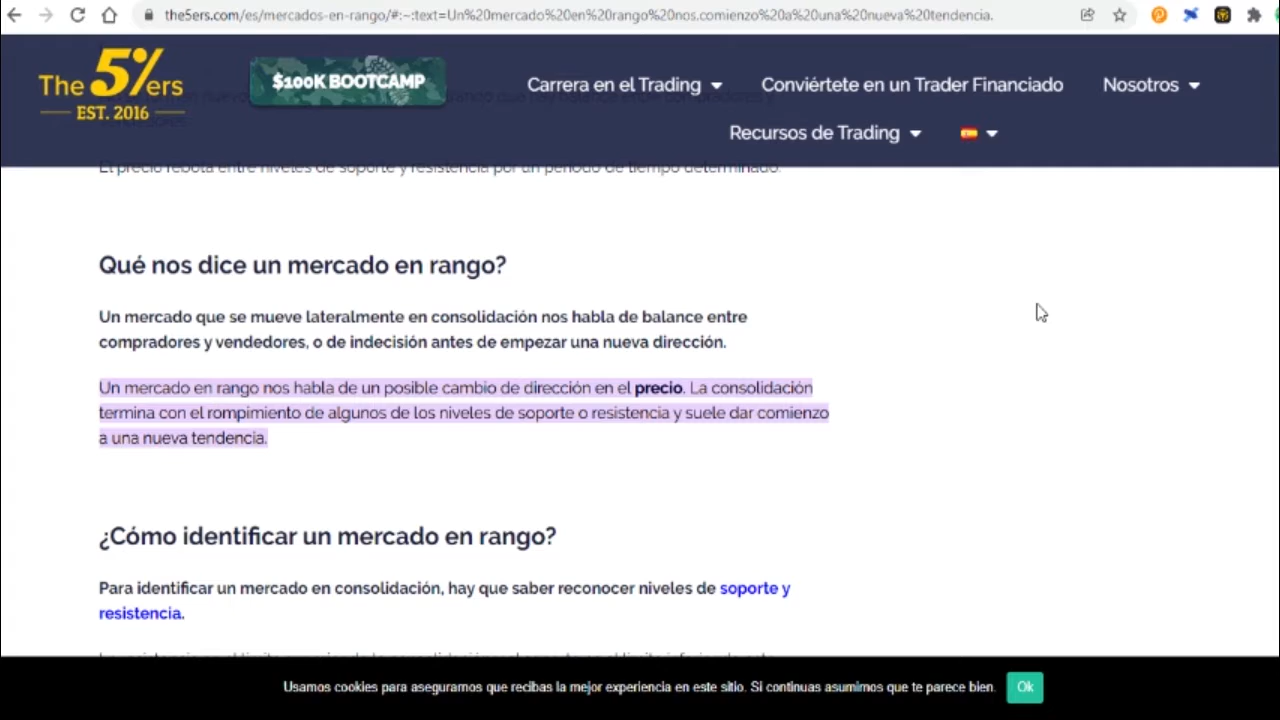 the5ers.com/es/mercados-en-rango/#:~:text=Un%20mercado%20en%20rango%20nos.comienzo%20a%20una%20nueva%20tendencia.
The 5%ers
EST. 2016
$100K BOOTCAMP
Carrera en el Trading
Conviértete en un Trader Financiado
Nosotros
Recursos de Trading
El precio rebota entre niveles de soporte y resistencia por un periodo de tiempo determinado.
Qué nos dice un mercado en rango?
Un mercado que se mueve lateralmente en consolidación nos habla de balance entre
compradores y vendedores, o de indecisión antes de empezar una nueva dirección.
Un mercado en rango nos habla de un posible cambio de dirección en el precio. La consolidación
termina con el rompimiento de algunos de los niveles de soporte o resistencia y suele dar comienzo
a una nueva tendencia.
¿Cómo identificar un mercado en rango?
Para identificar un mercado en consolidación, hay que saber reconocer niveles de soporte y
resistencia.
Usamos cookies para asegurarnos que recibas la mejor experiencia en este sitio. Si continuas asumimos que te parece bien.
Ok